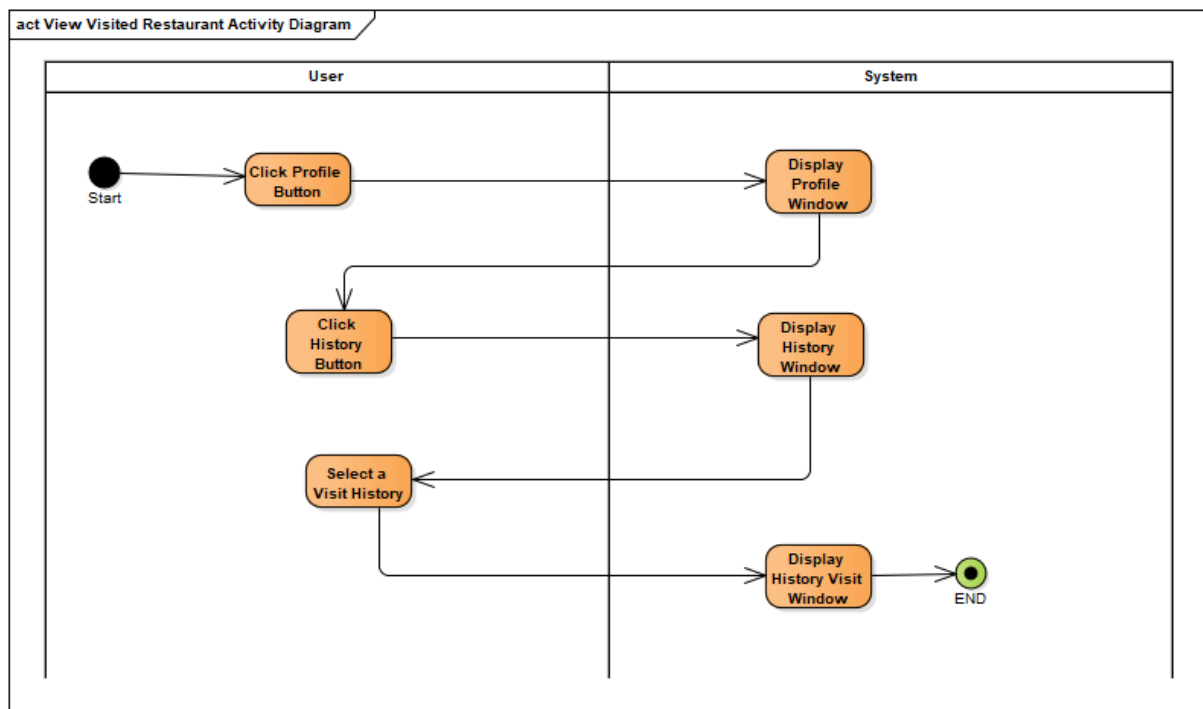 act View Visited Restaurant Activity Diagram
User
System
Start
Click Profile
Button
Display
Profile
Window
Click
History
Button
Display
History
Window
Select a
Visit History
Display
History Visit
Window
END